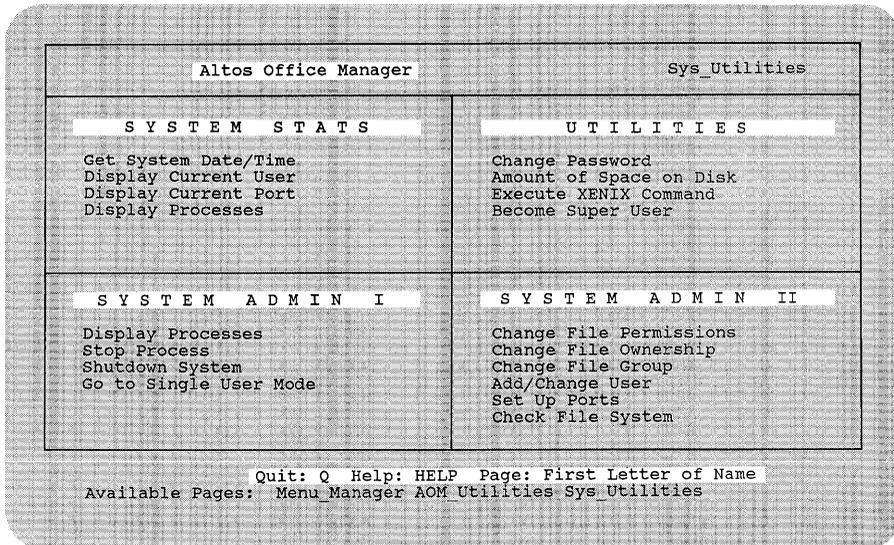 Altos Office Manager Sys_Utilities
S Y S T E M S T A T S
Get System Date/Time
Display Current User
Display Current Port
Display Processes
U T I L I T I E S
Change Password
Amount of Space on Disk
Execute XENIX Command
Become Super User
S Y S T E M A D M I N I
Display Processes
Stop Process
Shutdown System
Go to Single User Mode
S Y S T E M A D M I N II
Change File Permissions
Change File Ownership
Change File Group
Add/Change User
Set Up Ports
Check File System
Quit: Q Help: HELP Page: First Letter of Name
Available Pages: Menu_Manager AOM_Utilities Sys_Utilities